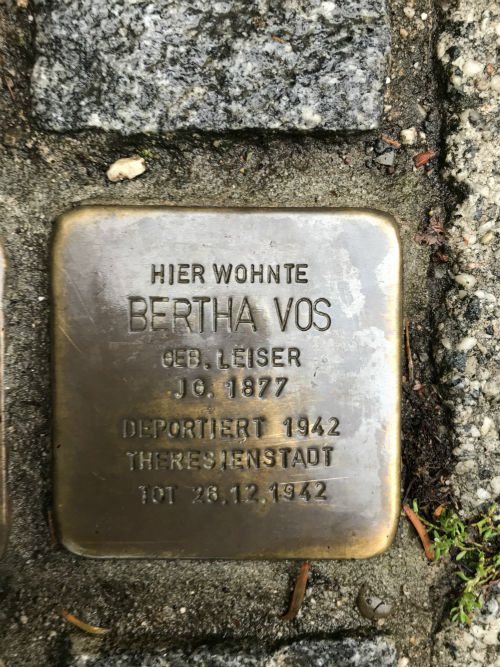 HIER WOHNTE
BERTHA VOS
GEB. LEISER
JG. 1877
DEPORTIERT 1942
THERESIENSTADT
TOT 26.12.1942